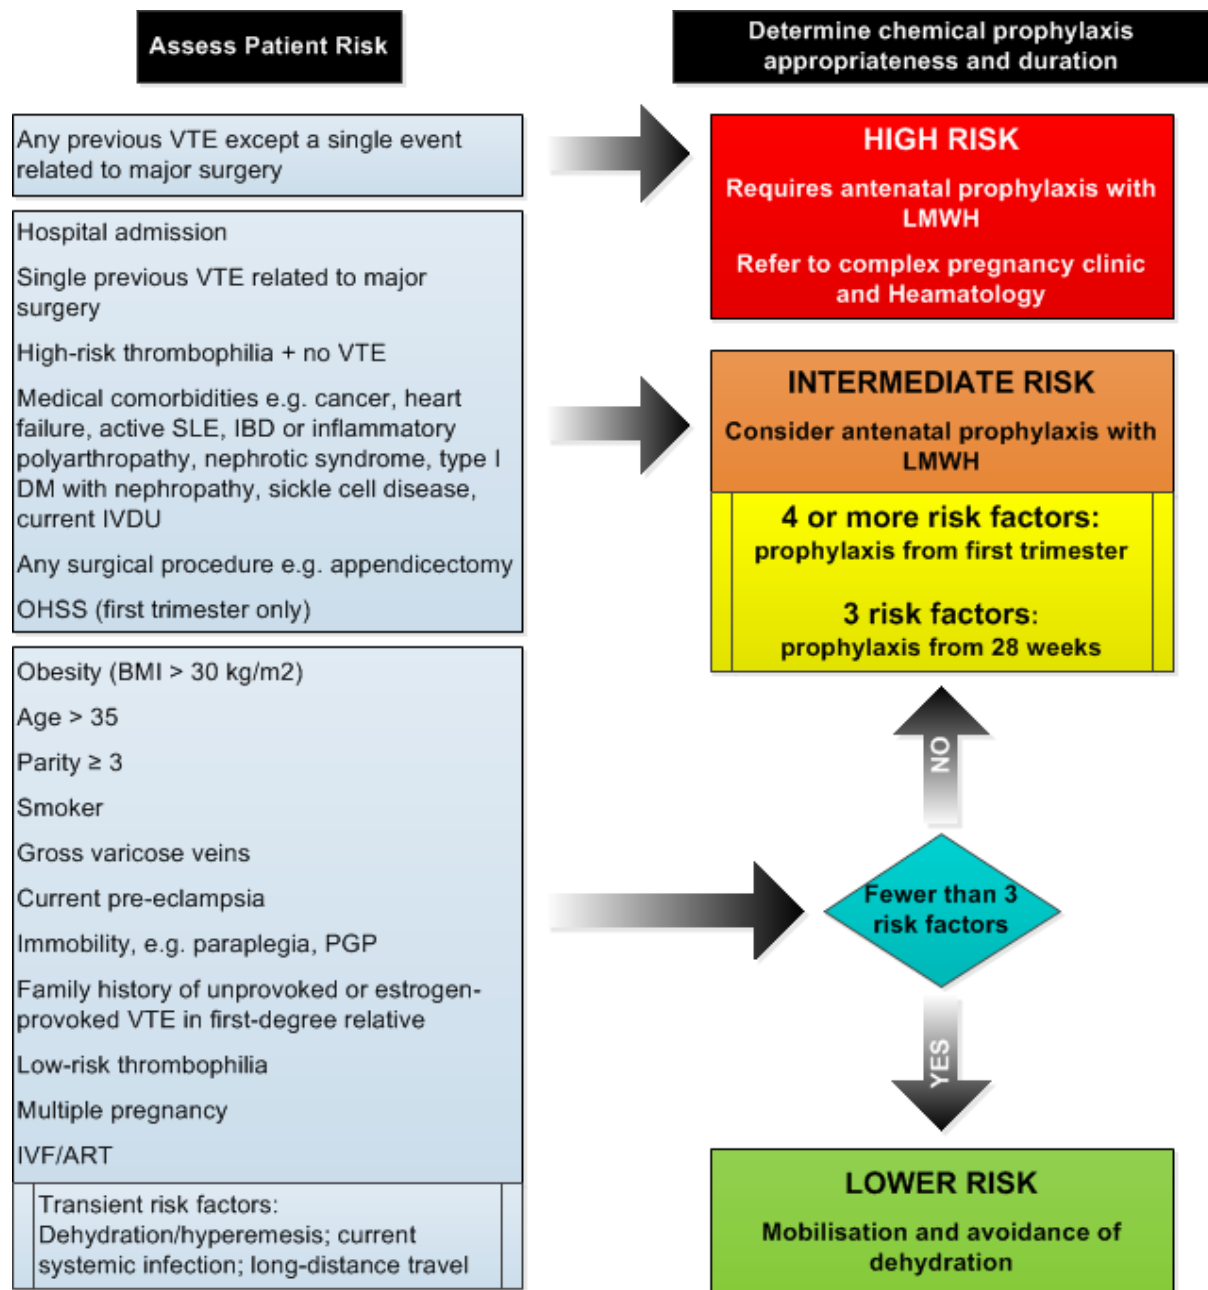 Assess Patient Risk
Any previous VTE except a single event
related to major surgery
Hospital admission
Single previous VTE related to major
surgery
High-risk thrombophilia + no VTE
Medical comorbidities e.g. cancer, heart
failure, active SLE, IBD or inflammatory
polyarthropathy, nephrotic syndrome, type I
DM with nephropathy, sickle cell disease,
current IVDU
Any surgical procedure e.g. appendicectomy
OHSS (first trimester only)
Obesity (BMI > 30 kg/m2)
Age > 35
Parity ≥ 3
Smoker
Gross varicose veins
Current pre-eclampsia
Immobility, e.g. paraplegia, PGP
Family history of unprovoked or estrogen-
provoked VTE in first-degree relative
Low-risk thrombophilia
Multiple pregnancy
IVF/ART
Transient risk factors:
Dehydration/hyperemesis; current
systemic infection; long-distance travel
Determine chemical prophylaxis
appropriateness and duration
HIGH RISK
Requires antenatal prophylaxis with
LMWH
Refer to complex pregnancy clinic
and Heamatology
INTERMEDIATE RISK
Consider antenatal prophylaxis with
LMWH
4 or more risk factors:
prophylaxis from first trimester
3 risk factors:
prophylaxis from 28 weeks
NO
Fewer than 3
risk factors
YES
LOWER RISK
Mobilisation and avoidance of
dehydration